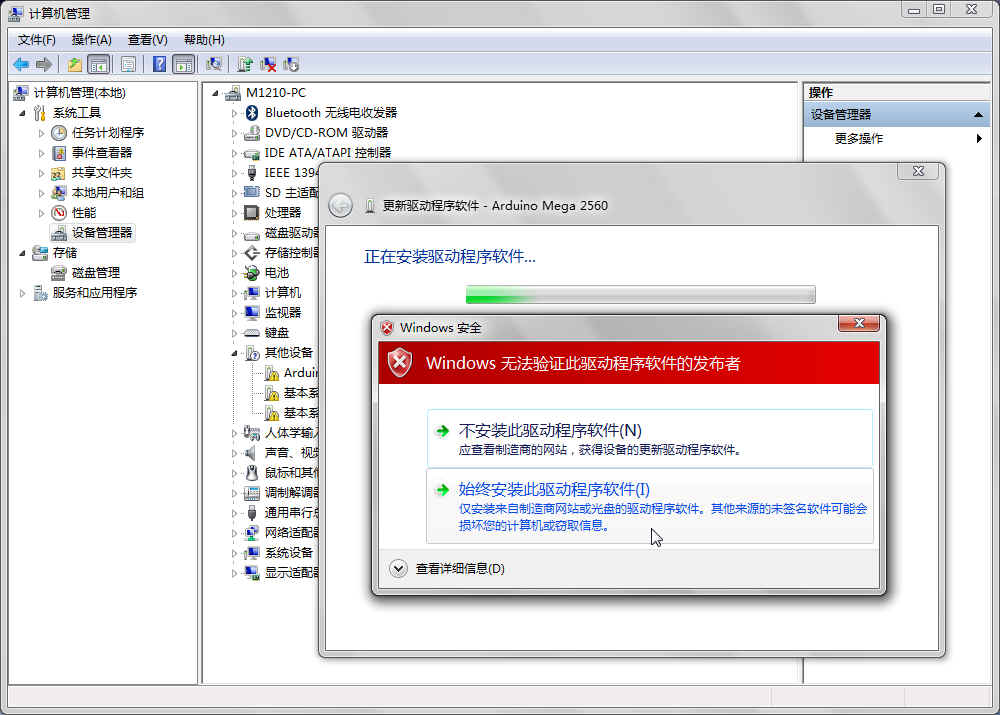 计算机管理
文件(F) 操作(A) 查看(V) 帮助(H)
计算机管理(本地)
系统工具
任务计划程序
事件查看器
共享文件夹
本地用户和组
性能
设备管理器
存储
磁盘管理
服务和应用程序
M1210-PC
Bluetooth 无线电收发器
DVD/CD-ROM 驱动器
IDE ATA/ATAPI 控制器
IEEE 1394
SD 主适配
处理器
磁盘驱动器
存储控制器
电池
计算机
监视器
键盘
其他设备
Arduin
基本系
基本系
人体学输入
声音、视频
鼠标和其他
调制解调器
通用串行总
网络适配器
系统设备
显示适配器
操作
设备管理器
更多操作
更新驱动程序软件 - Arduino Mega 2560
正在安装驱动程序软件...
Windows 安全
Windows 无法验证此驱动程序软件的发布者
不安装此驱动程序软件(N)
应查看制造商的网站，获得设备的更新驱动程序软件。
始终安装此驱动程序软件(I)
仅安装来自制造商网站或光盘的驱动程序软件。其他来源的未签名软件可能会
损坏您的计算机或窃取信息。
查看详细信息(D)